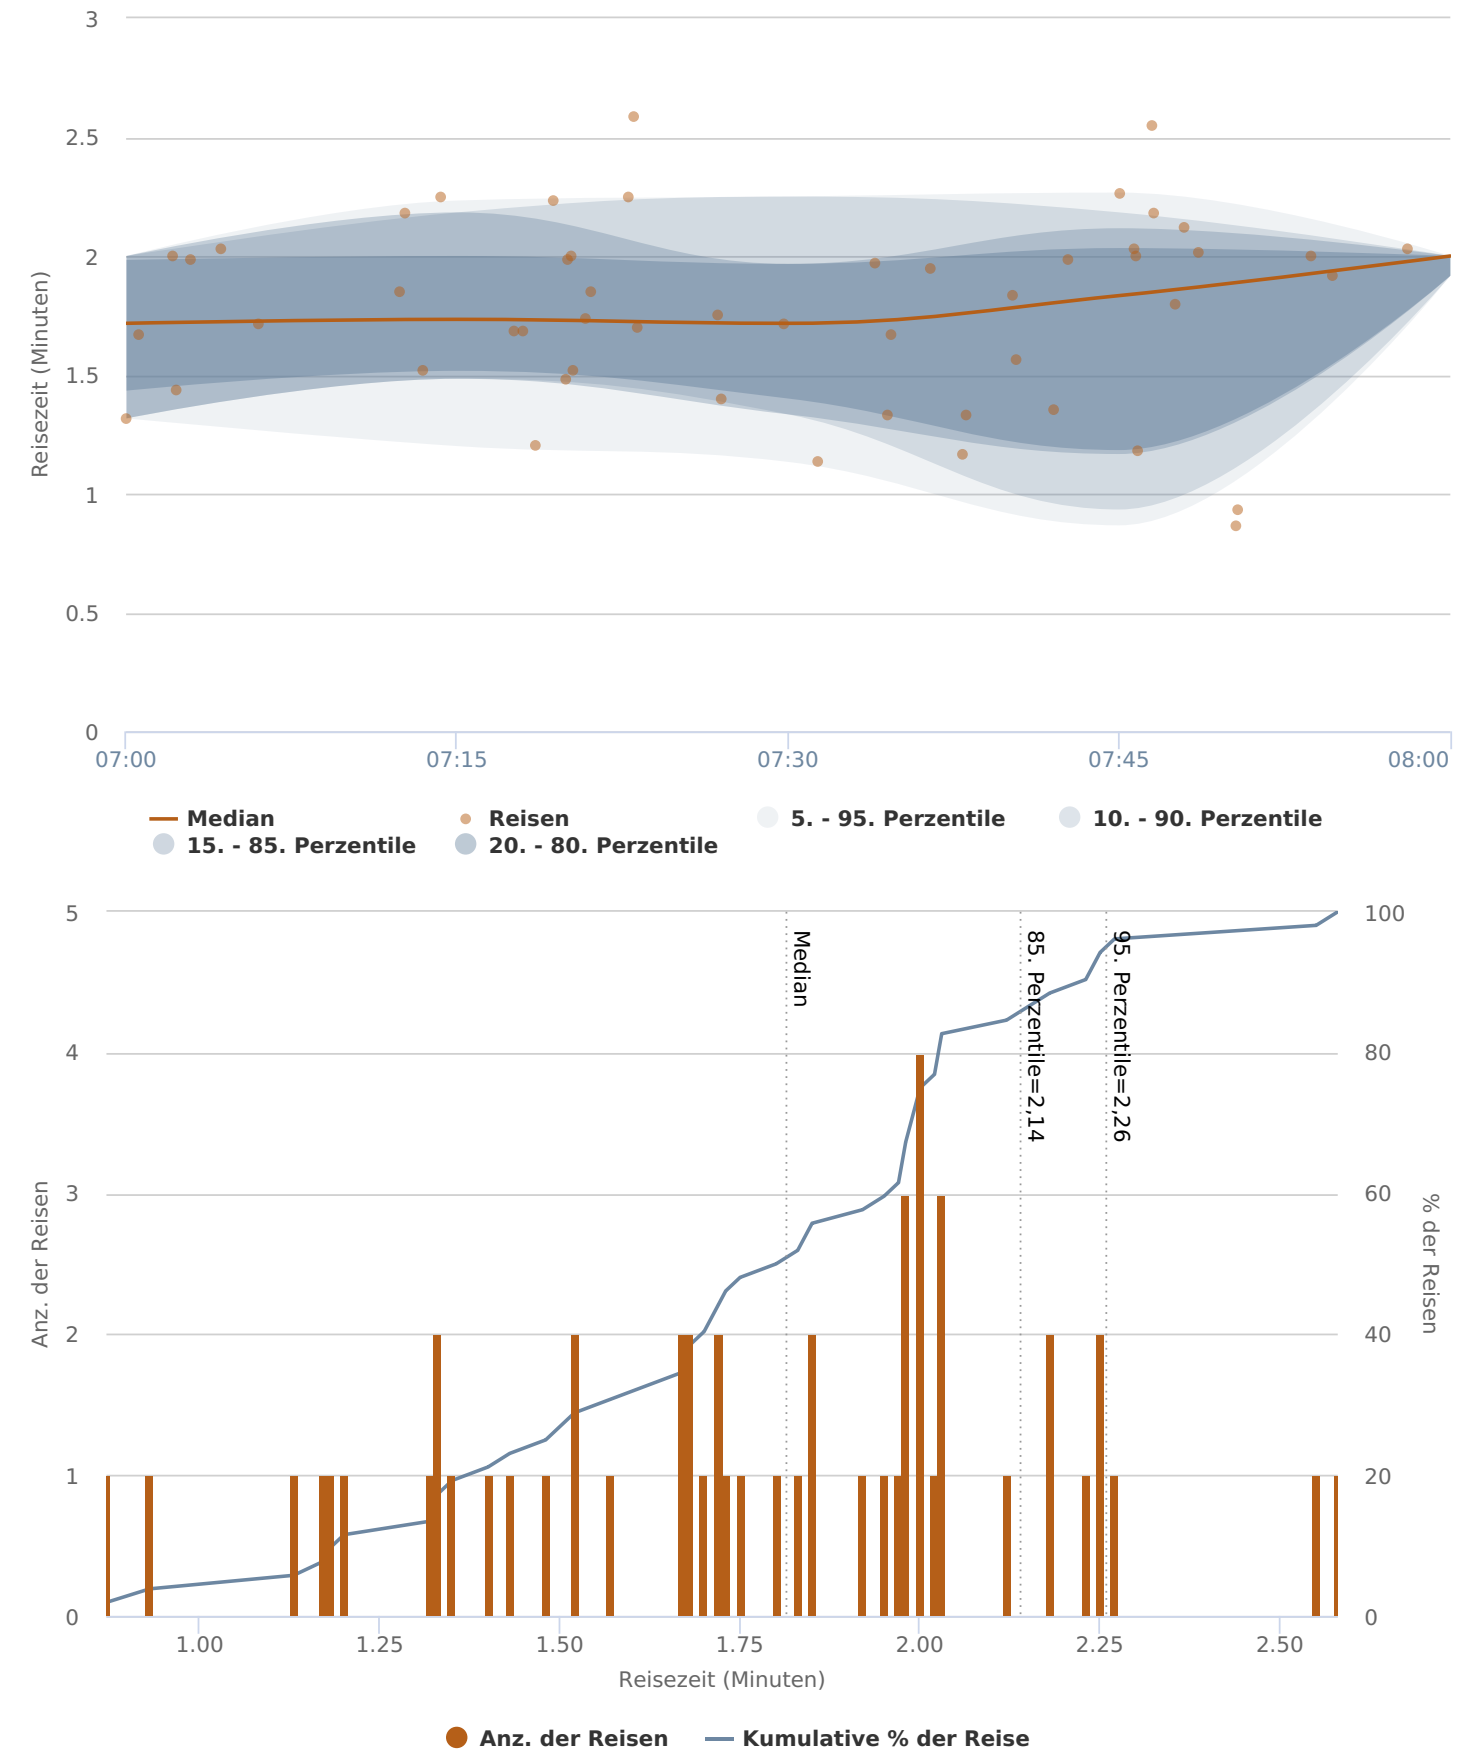 3
2.5
2
1.5
1
0.5
0
Reisezeit (Minuten)
07:00 07:15 07:30 07:45 08:00
Median Reisen 5. - 95. Perzentile 10. - 90. Perzentile
15. - 85. Perzentile 20. - 80. Perzentile
5 100
4 80
3 60
2 40
1 20
0 0
Anz. der Reisen
% der Reisen
Median
85. Perzentile=2,14
95. Perzentile=2,26
1.00 1.25 1.50 1.75 2.00 2.25 2.50
Reisezeit (Minuten)
Anz. der Reisen Kumulative % der Reise